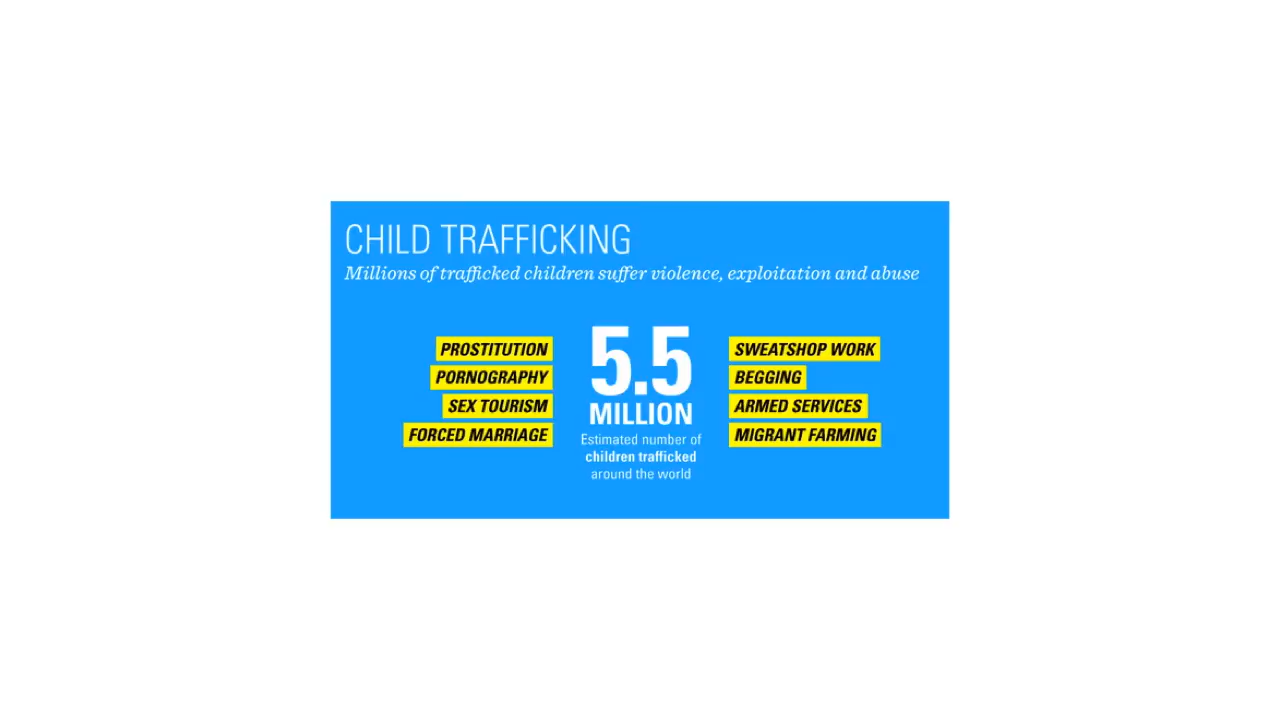 CHILD TRAFFICKING
Millions of trafficked children suffer violence, exploitation and abuse
PROSTITUTION
PORNOGRAPHY
SEX TOURISM
FORCED MARRIAGE
5.5
MILLION
Estimated number of
children trafficked
around the world
SWEATSHOP WORK
BEGGING
ARMED SERVICES
MIGRANT FARMING